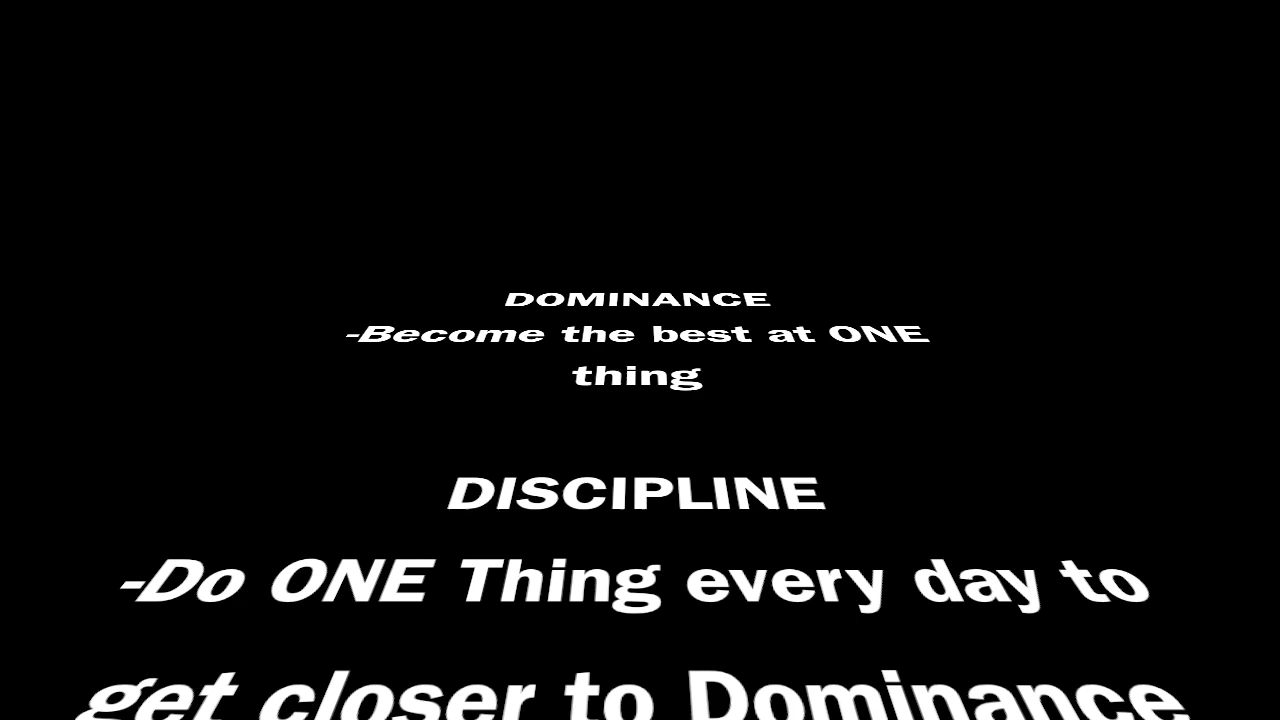 DOMINANCE
-Become the best at ONE
thing
DISCIPLINE
-Do ONE Thing every day to
get closer to Dominance